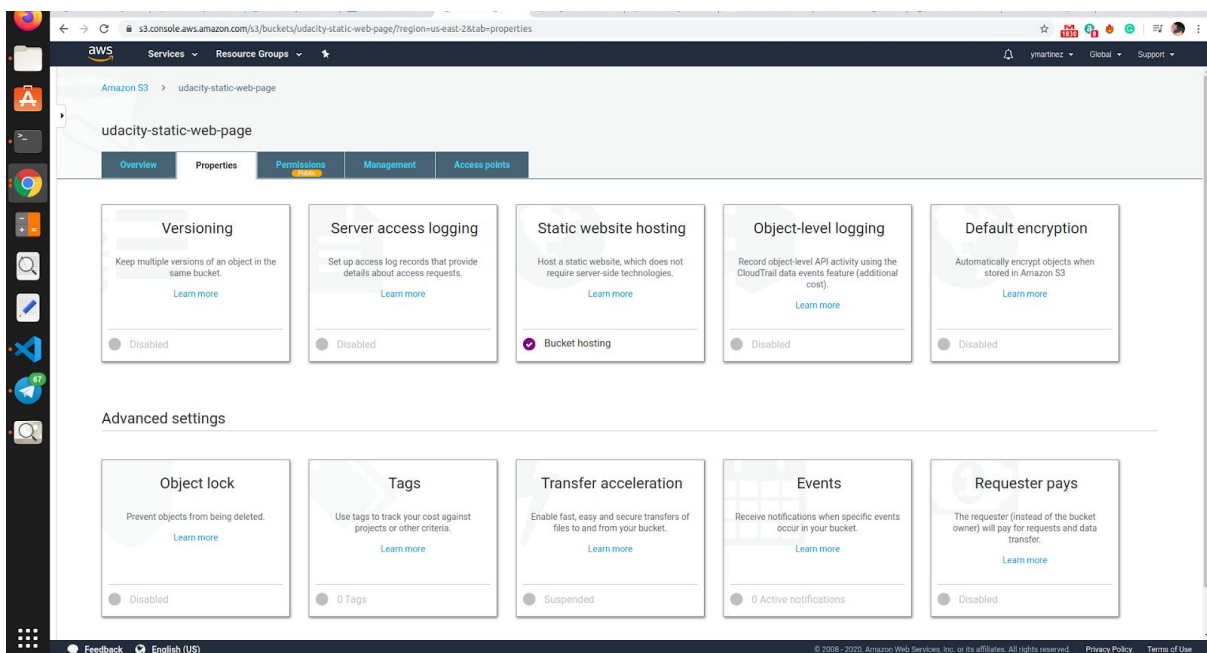 s3.console.aws.amazon.com/s3/buckets/udacity-static-web-page/?region=us-east-2&tab=properties
1830
aws
Services
Resource Groups
ymartinez
Global
Support
Amazon S3 > udacity-static-web-page
udacity-static-web-page
Overview
Properties
Permissions
Public
Management
Access points
Versioning
Keep multiple versions of an object in the
same bucket.
Learn more
Disabled
Server access logging
Set up access log records that provide
details about access requests.
Learn more
Disabled
Static website hosting
Host a static website, which does not
require server-side technologies.
Learn more
Bucket hosting
Object-level logging
Record object-level API activity using the
CloudTrail data events feature (additional
cost).
Learn more
Disabled
Default encryption
Automatically encrypt objects when
stored in Amazon S3
Learn more
Disabled
67
Advanced settings
Object lock
Prevent objects from being deleted.
Learn more
Disabled
Tags
Use tags to track your cost against
projects or other criteria.
Learn more
0 Tags
Transfer acceleration
Enable fast, easy and secure transfers of
files to and from your bucket.
Learn more
Suspended
Events
Receive notifications when specific events
occur in your bucket.
Learn more
0 Active notifications
Requester pays
The requester (instead of the bucket
owner) will pay for requests and data
transfer.
Learn more
Disabled
Feedback
English (US)
© 2008 - 2020, Amazon Web Services, Inc. or its affiliates. All rights reserved.
Privacy Policy
Terms of Use